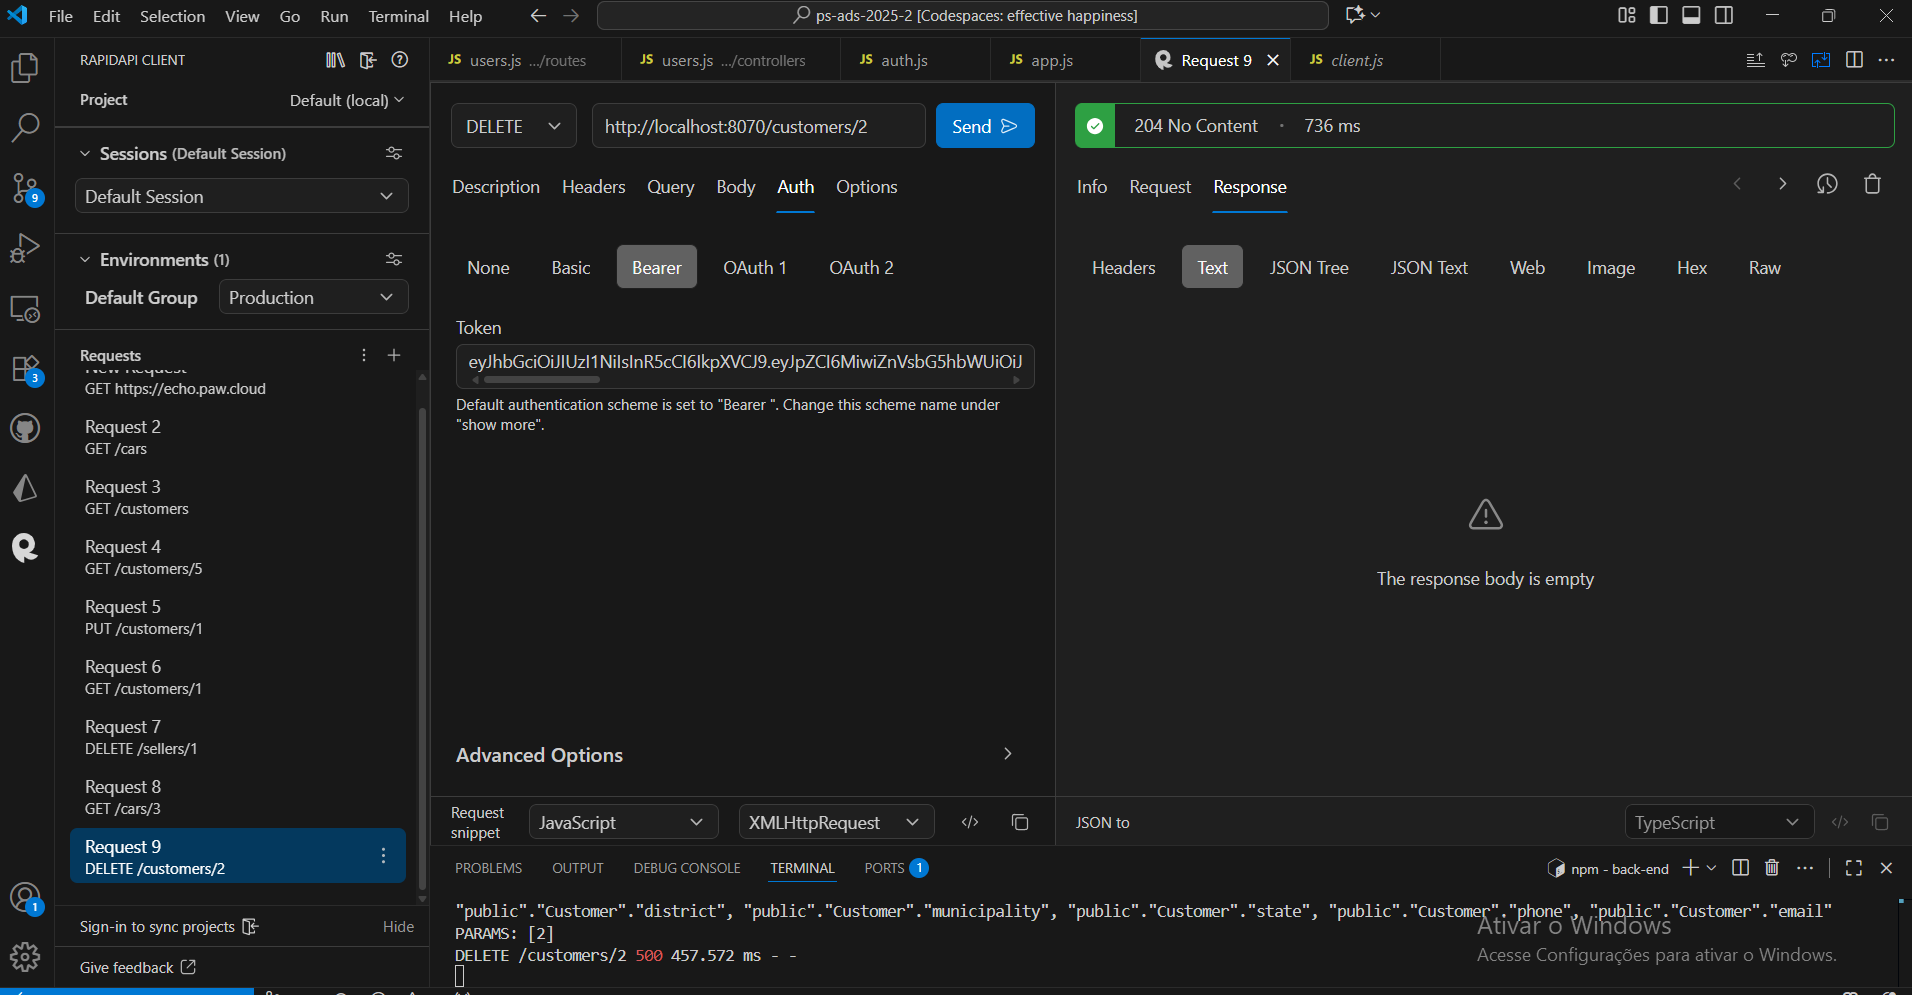 File Edit Selection View Go Run Terminal Help
ps-ads-2025-2 [Codespaces: effective happiness]
RAPIDAPI CLIENT
Project Default (local)
Sessions (Default Session)
Default Session
Environments (1)
Default Group Production
Requests
New Request
GET https://echo.paw.cloud
Request 2
GET /cars
Request 3
GET /customers
Request 4
GET /customers/5
Request 5
PUT /customers/1
Request 6
GET /customers/1
Request 7
DELETE /sellers/1
Request 8
GET /cars/3
Request 9
DELETE /customers/2
Sign-in to sync projects Hide
Give feedback
9
3
1
JS users.js .../routes JS users.js .../controllers JS auth.js JS app.js Request 9 JS client.js
DELETE http://localhost:8070/customers/2 Send
Description Headers Query Body Auth Options
None Basic Bearer OAuth 1 OAuth 2
Token
eyJhbGciOiJIUzI1NiIsInR5cCI6IkpXVCJ9.eyJpZCI6MiwiZnVsbG5hbWUiOiJ
Default authentication scheme is set to "Bearer ". Change this scheme name under
"show more".
Advanced Options
Request
snippet
JavaScript XMLHttpRequest
204 No Content · 736 ms
Info Request Response
Headers Text JSON Tree JSON Text Web Image Hex Raw
The response body is empty
JSON to TypeScript
PROBLEMS OUTPUT DEBUG CONSOLE TERMINAL PORTS 1
npm - back-end
"public"."Customer"."district", "public"."Customer"."municipality", "public"."Customer"."state", "public"."Customer"."phone", "public"."Customer"."email"
PARAMS: [2]
DELETE /customers/2 500 457.572 ms - -
Ativar o Windows
Acesse Configurações para ativar o Windows.